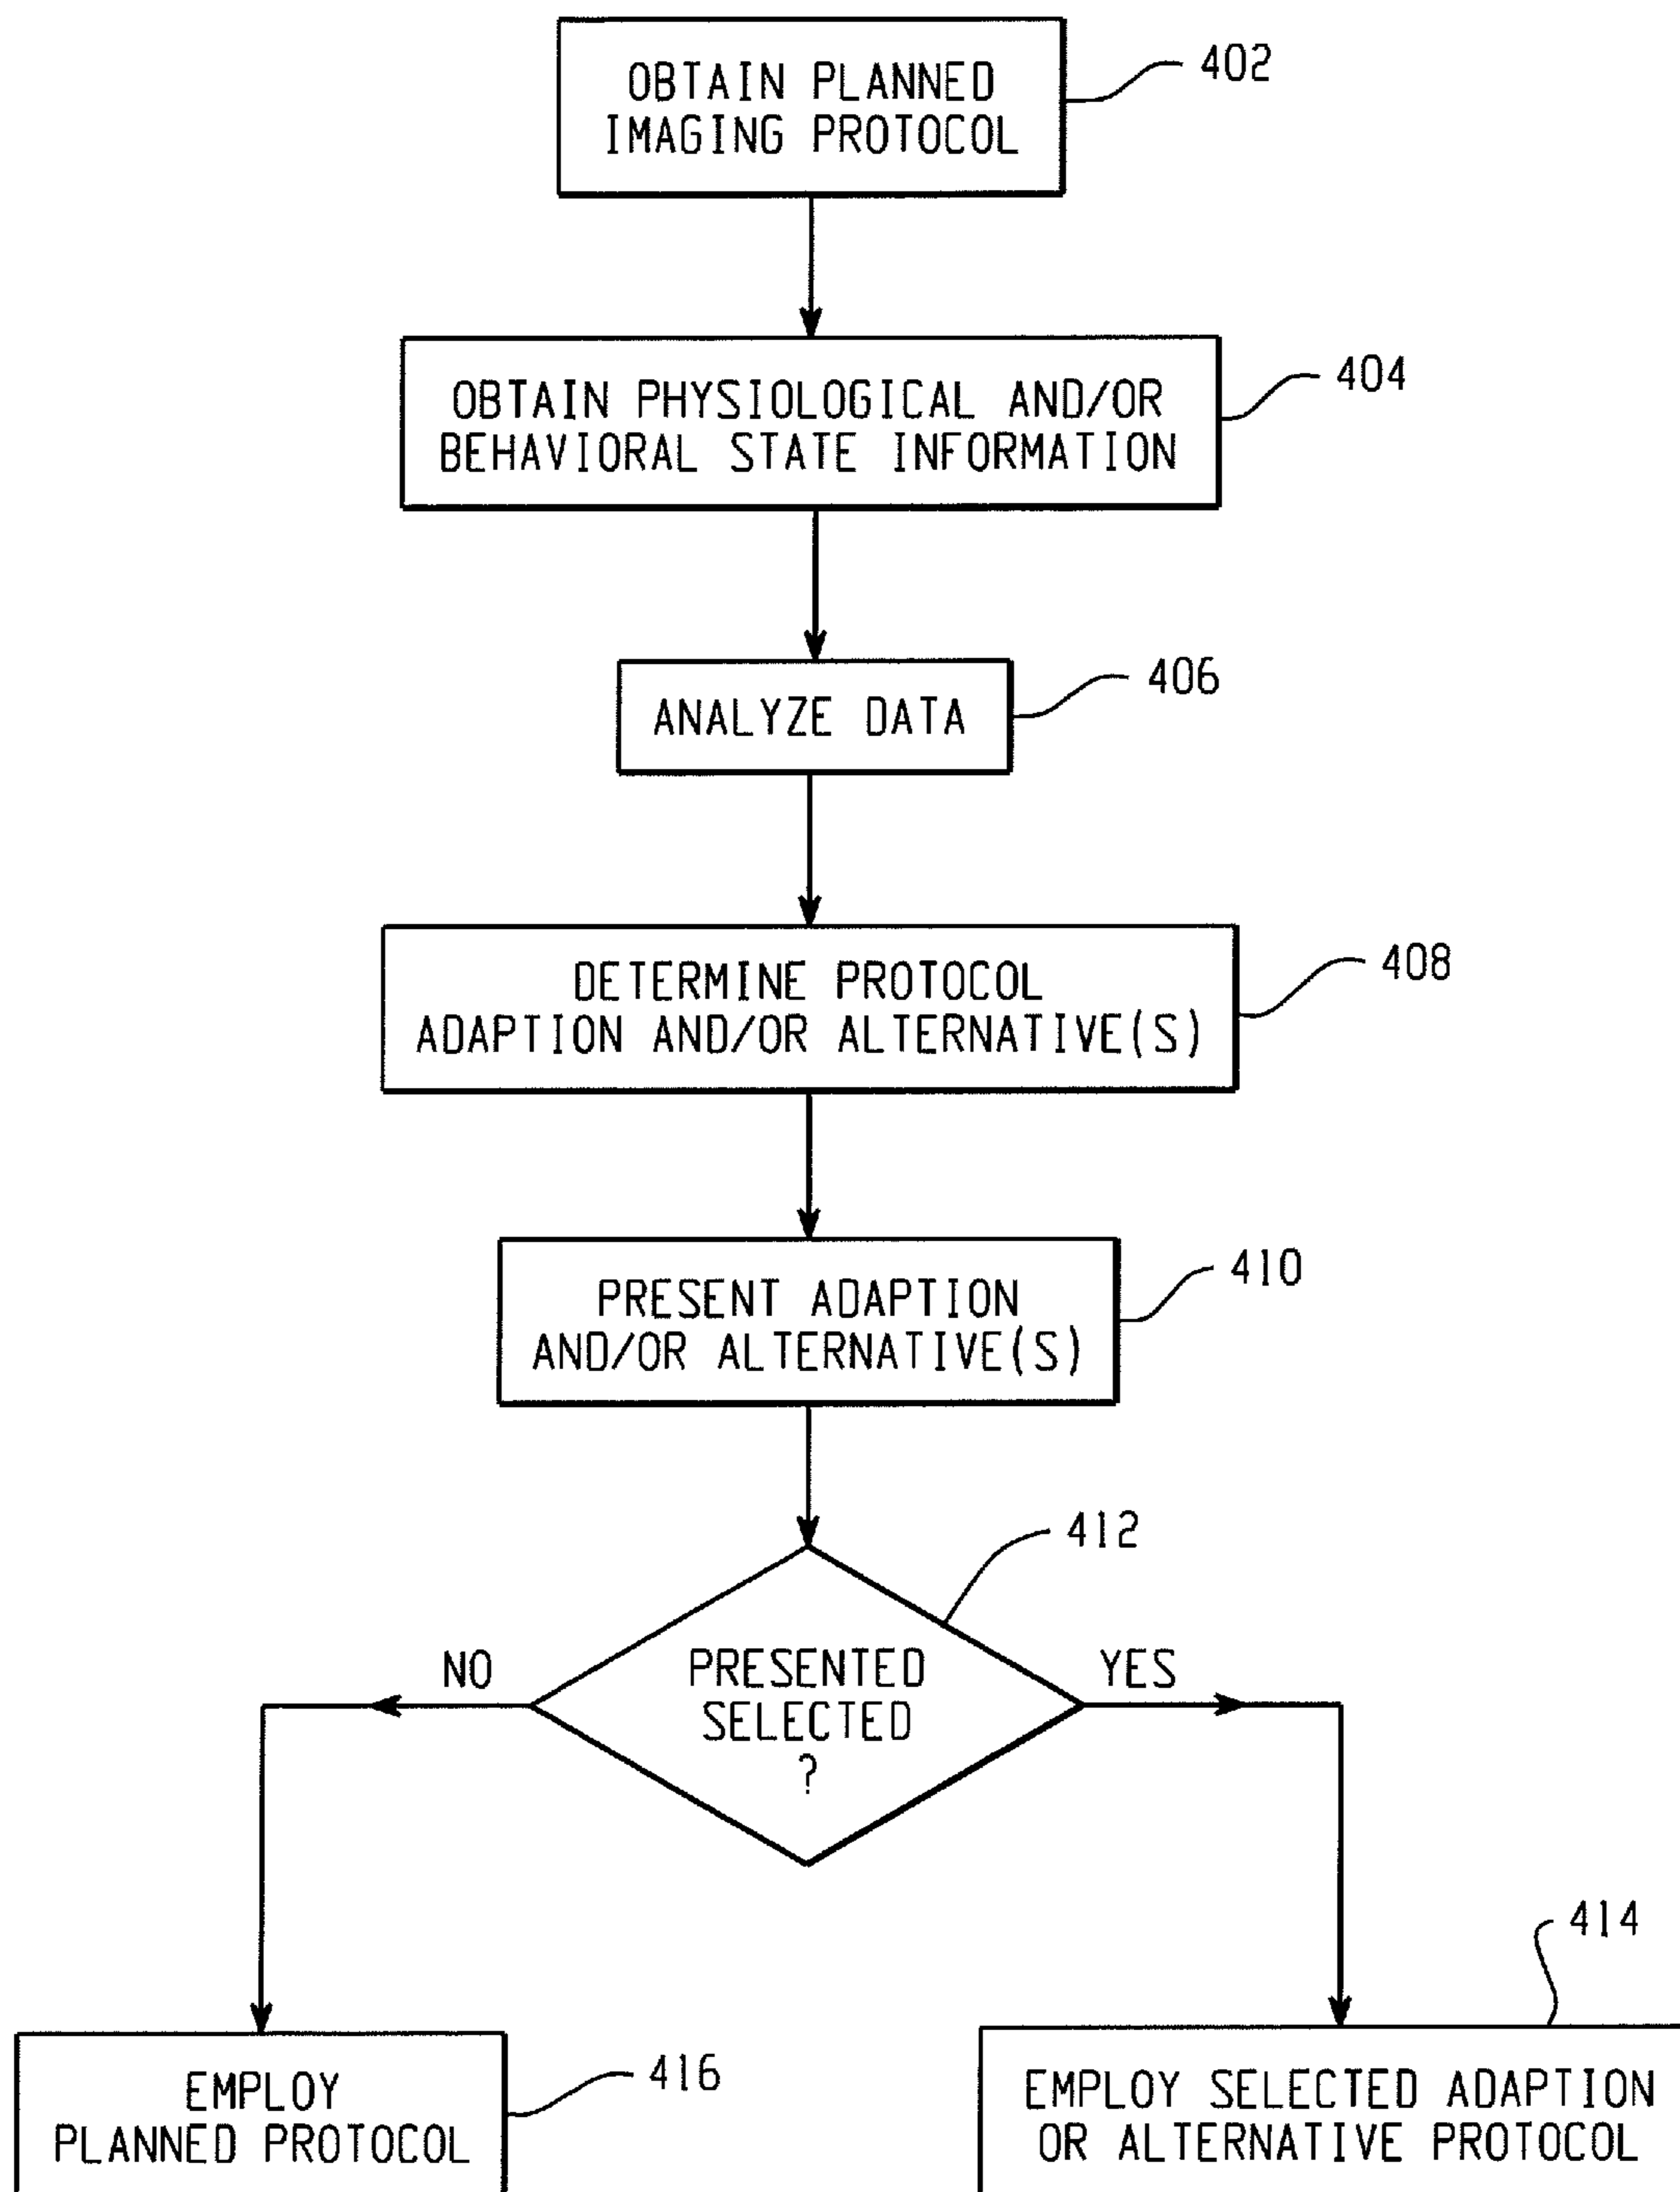 OBTAIN PLANNED
IMAGING PROTOCOL
402
OBTAIN PHYSIOLOGICAL AND/OR
BEHAVIORAL STATE INFORMATION
404
ANALYZE DATA
406
DETERMINE PROTOCOL
ADAPTION AND/OR ALTERNATIVE(S)
408
PRESENT ADAPTION
AND/OR ALTERNATIVE(S)
410
412
NO
PRESENTED
SELECTED
?
YES
414
EMPLOY
PLANNED PROTOCOL
416
EMPLOY SELECTED ADAPTION
OR ALTERNATIVE PROTOCOL